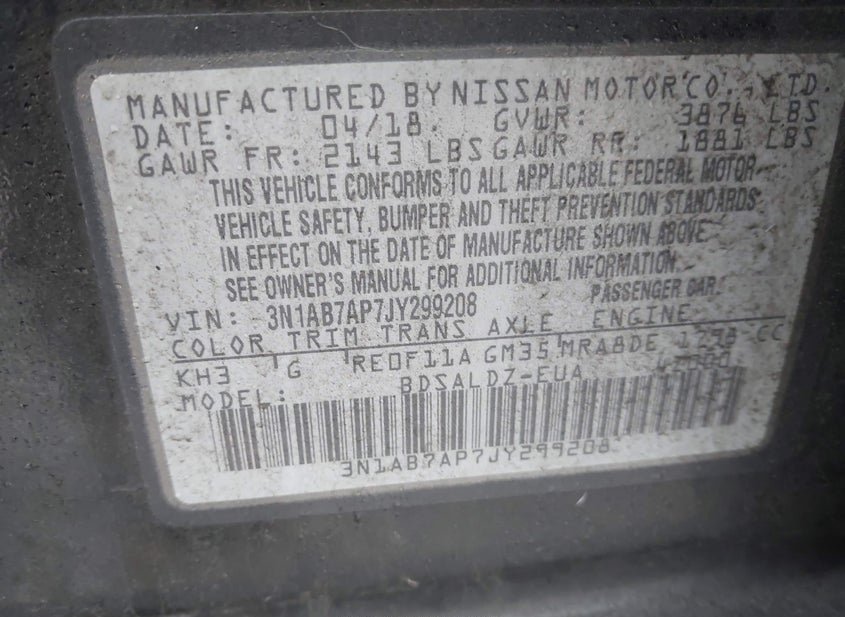 MANUFACTURED BY NISSAN MOTOR CO., LTD.
DATE: 04/18 GVWR: 3876 LBS
GAWR FR: 2143 LBS GAWR RR: 1881 LBS
THIS VEHICLE CONFORMS TO ALL APPLICABLE FEDERAL MOTOR
VEHICLE SAFETY, BUMPER AND THEFT PREVENTION STANDARDS
IN EFFECT ON THE DATE OF MANUFACTURE SHOWN ABOVE
SEE OWNER'S MANUAL FOR ADDITIONAL INFORMATION.
VIN: 3N1AB7AP7JY299208 PASSENGER CAR
COLOR TRIM TRANS AXLE ENGINE
KH3 G RE0F11A GM35 MRA8DE 1798 CC
MODEL: BDSALDZ-EUA
3N1AB7AP7JY299208